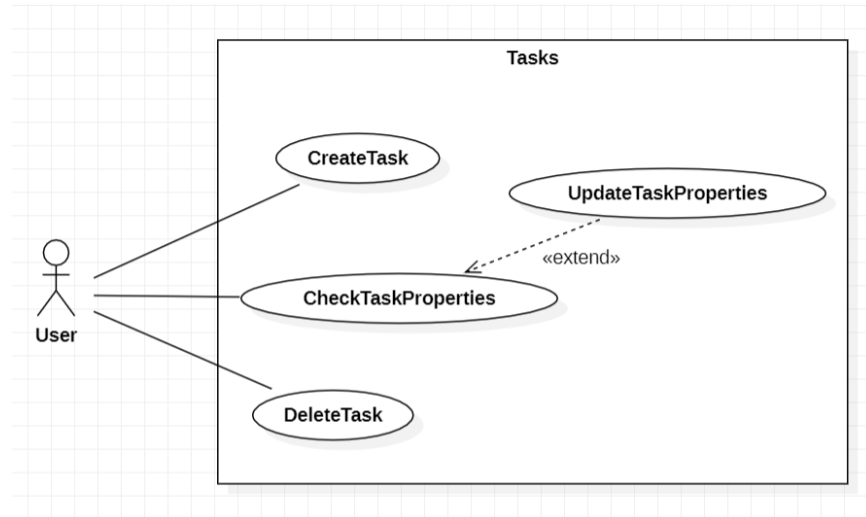 Tasks
CreateTask
UpdateTaskProperties
«extend»
CheckTaskProperties
User
DeleteTask